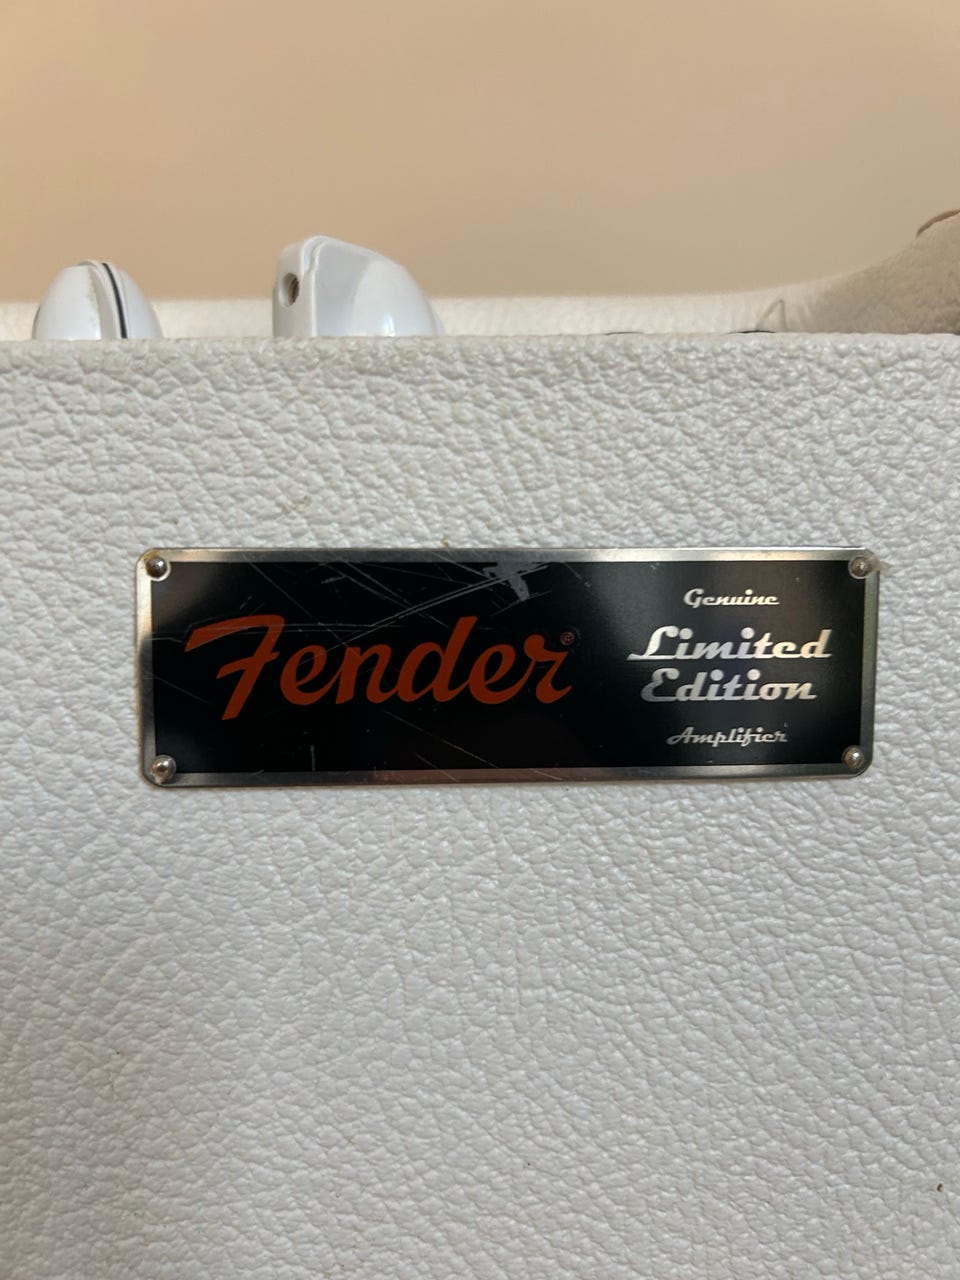 Fender®
Genuine
Limited
Edition
Amplifier